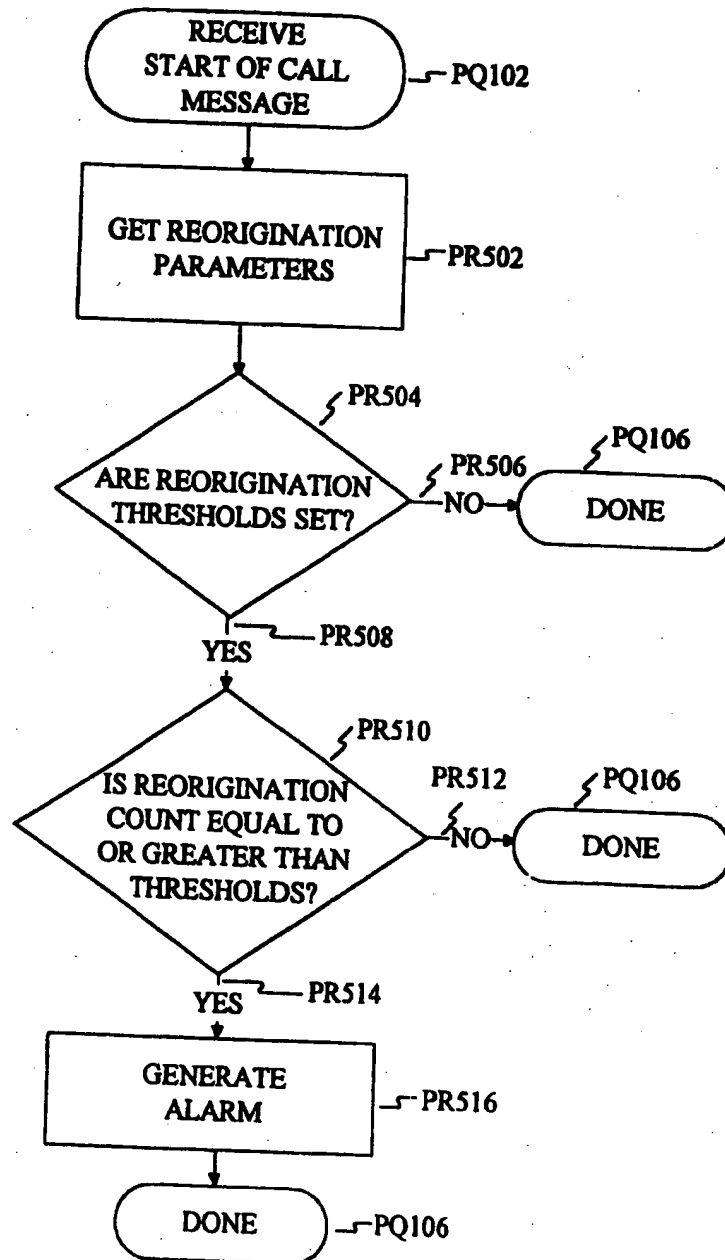 RECEIVE
START OF CALL
MESSAGE
PQ102
GET REORIGINATION
PARAMETERS
PR502
PR504
ARE REORIGINATION
THRESHOLDS SET?
PR506
NO
PQ106
DONE
PR508
YES
PR510
IS REORIGINATION
COUNT EQUAL TO
OR GREATER THAN
THRESHOLDS?
PR512
NO
PQ106
DONE
PR514
YES
GENERATE
ALARM
PR516
DONE
PQ106